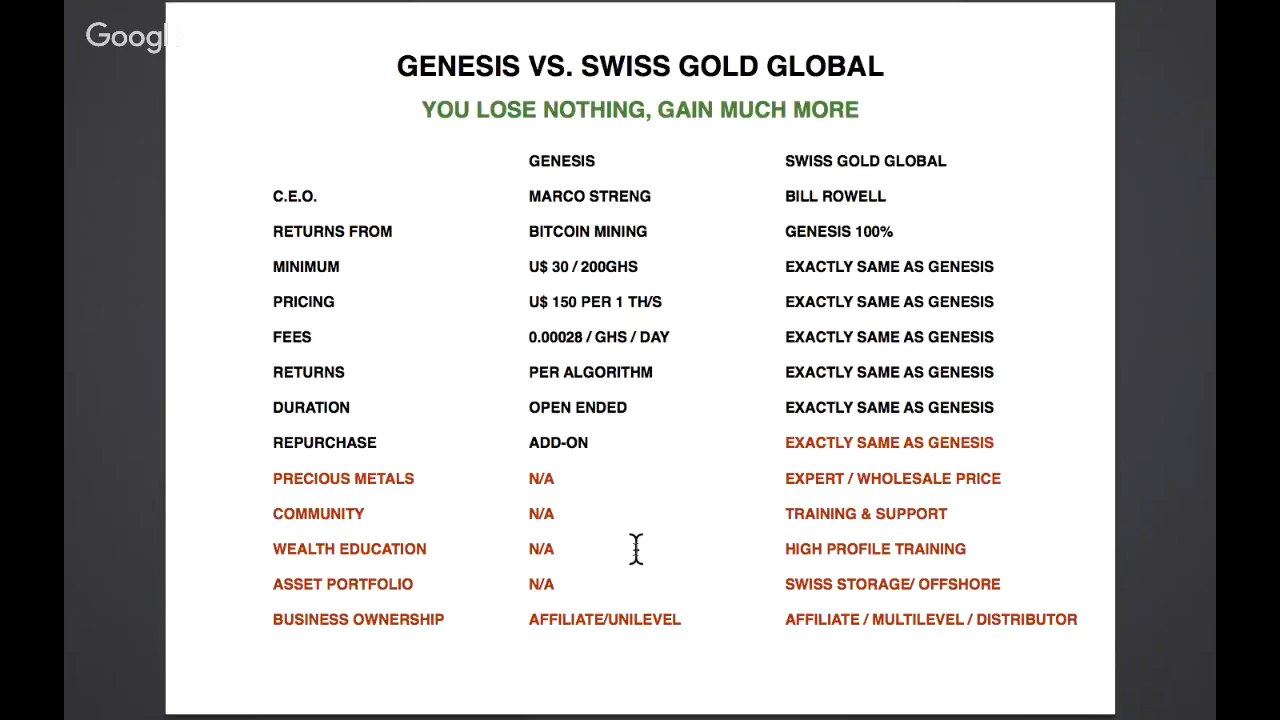 Google
GENESIS VS. SWISS GOLD GLOBAL
YOU LOSE NOTHING, GAIN MUCH MORE
GENESIS SWISS GOLD GLOBAL
C.E.O. MARCO STRENG BILL ROWELL
RETURNS FROM BITCOIN MINING GENESIS 100%
MINIMUM U$ 30 / 200GHS EXACTLY SAME AS GENESIS
PRICING U$ 150 PER 1 TH/S EXACTLY SAME AS GENESIS
FEES 0.00028 / GHS / DAY EXACTLY SAME AS GENESIS
RETURNS PER ALGORITHM EXACTLY SAME AS GENESIS
DURATION OPEN ENDED EXACTLY SAME AS GENESIS
REPURCHASE ADD-ON EXACTLY SAME AS GENESIS
PRECIOUS METALS N/A EXPERT / WHOLESALE PRICE
COMMUNITY N/A TRAINING & SUPPORT
WEALTH EDUCATION N/A HIGH PROFILE TRAINING
ASSET PORTFOLIO N/A SWISS STORAGE/ OFFSHORE
BUSINESS OWNERSHIP AFFILIATE/UNILEVEL AFFILIATE / MULTILEVEL / DISTRIBUTOR